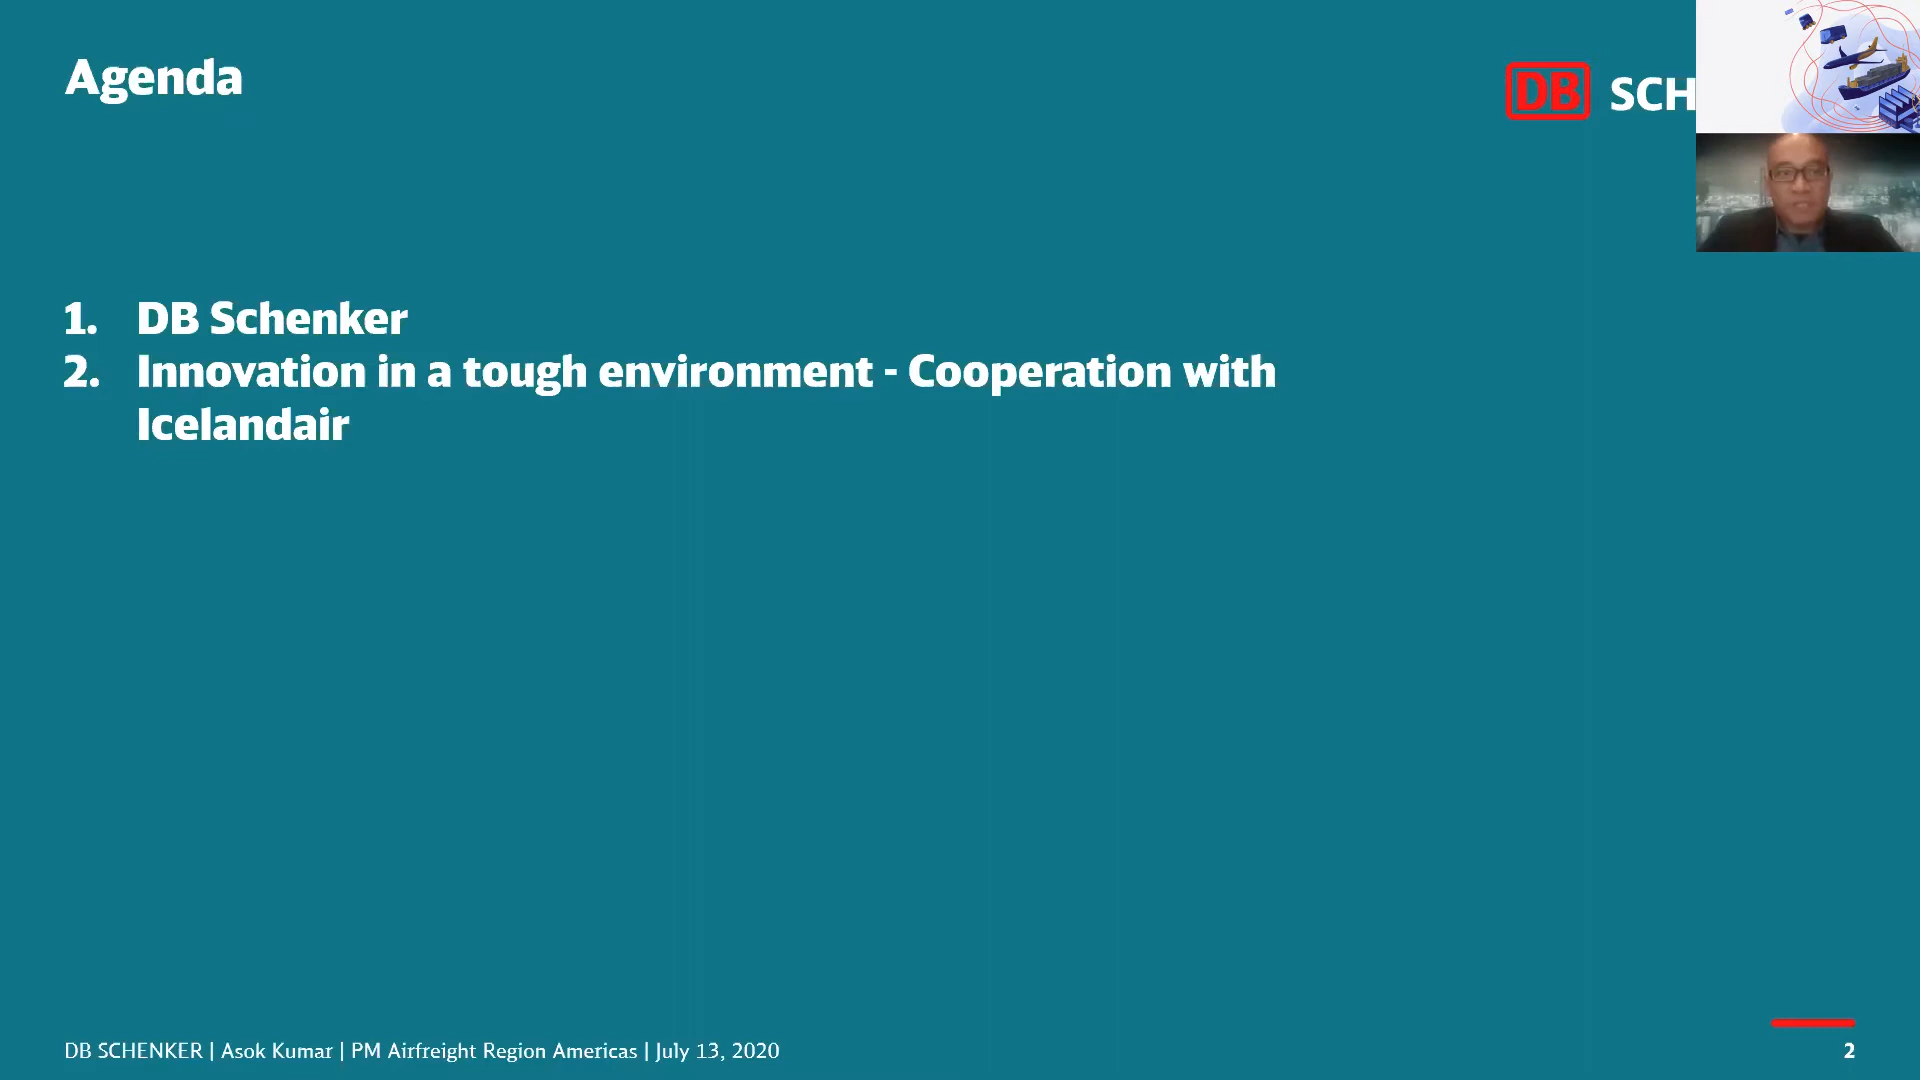 Agenda
DB SCH
1. DB Schenker
2. Innovation in a tough environment - Cooperation with
Icelandair
DB SCHENKER | Asok Kumar | PM Airfreight Region Americas | July 13, 2020
2